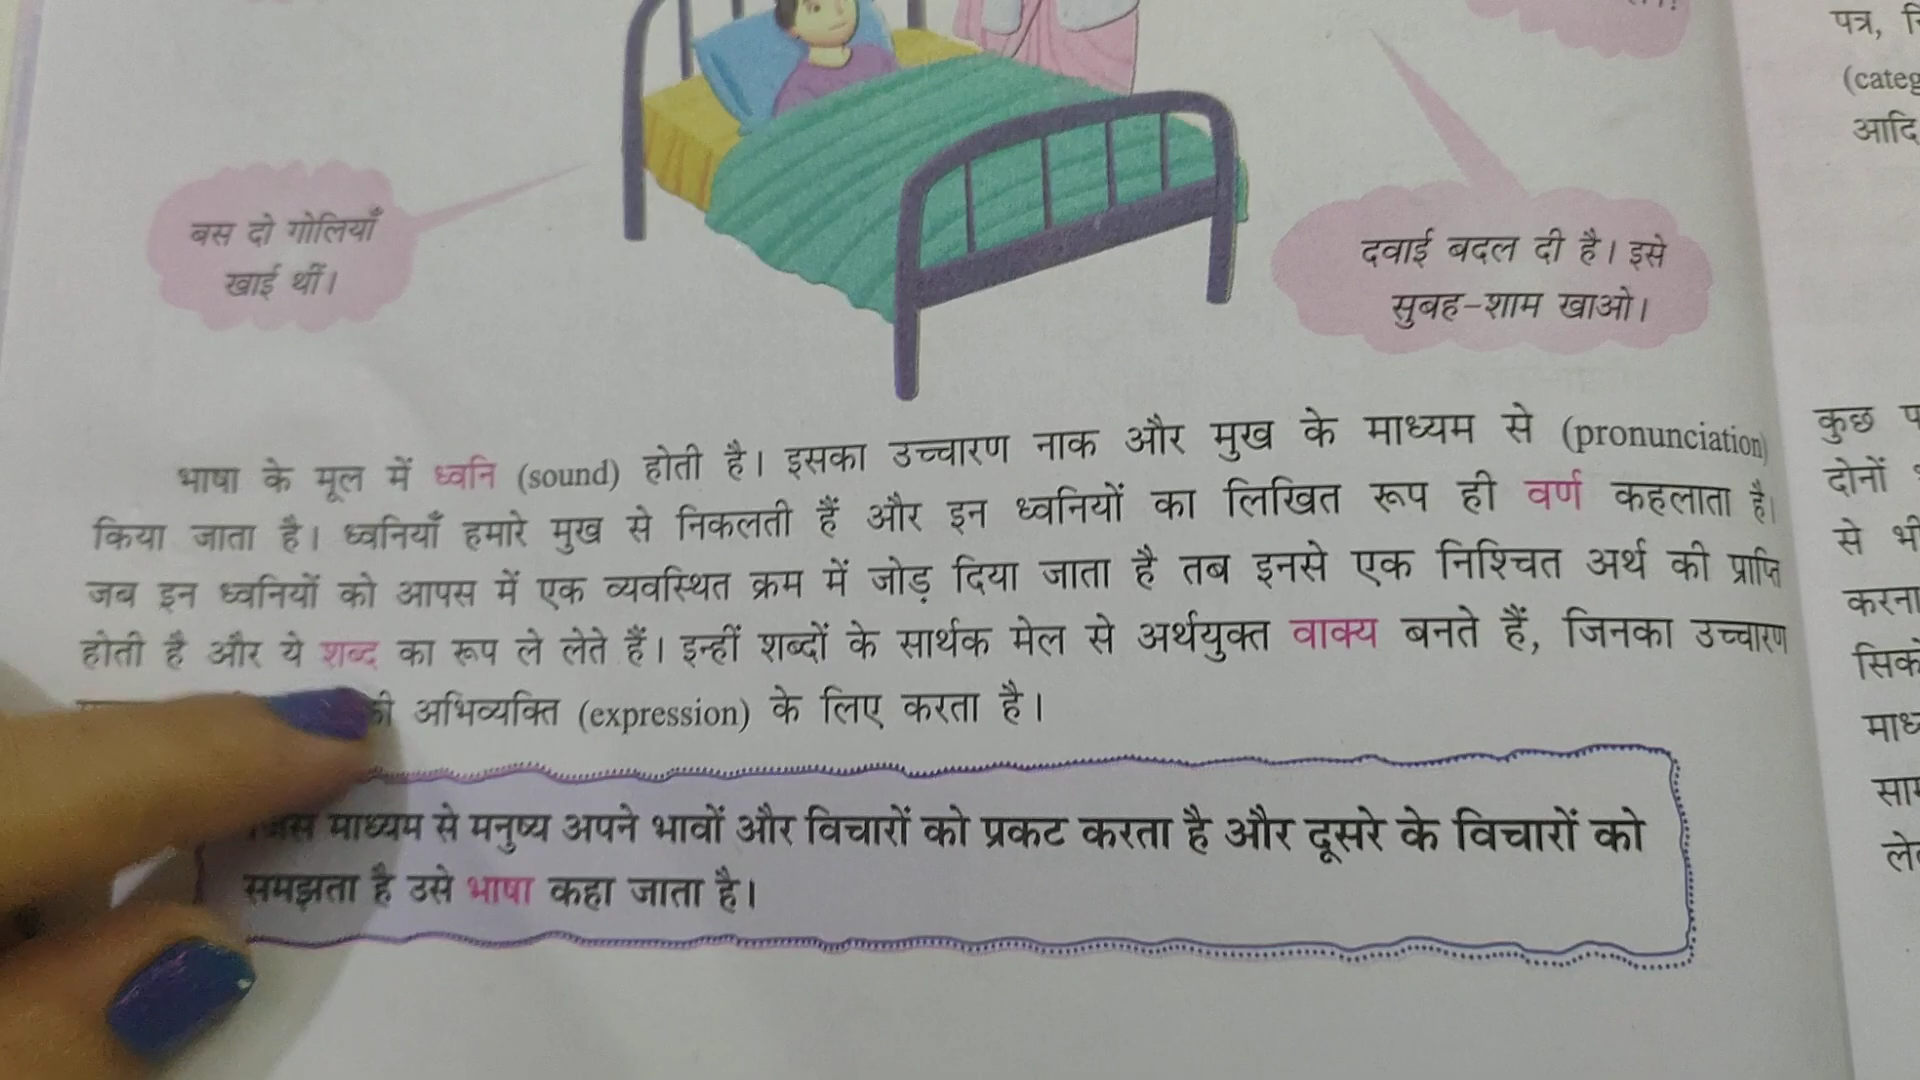 बस दो गोलियाँ
खाई थीं।
दवाई बदल दी है। इसे
सुबह-शाम खाओ।
भाषा के मूल में ध्वनि (sound) होती है। इसका उच्चारण नाक और मुख के माध्यम से (pronunciation)
किया जाता है। ध्वनियाँ हमारे मुख से निकलती हैं और इन ध्वनियों का लिखित रूप ही वर्ण कहलाता है।
जब इन ध्वनियों को आपस में एक व्यवस्थित क्रम में जोड़ दिया जाता है तब इनसे एक निश्चित अर्थ की प्राप्ति
होती है और ये शब्द का रूप ले लेते हैं। इन्हीं शब्दों के सार्थक मेल से अर्थयुक्त वाक्य बनते हैं, जिनका उच्चारण
की अभिव्यक्ति (expression) के लिए करता है।
जिस माध्यम से मनुष्य अपने भावों और विचारों को प्रकट करता है और दूसरे के विचारों को
समझता है उसे भाषा कहा जाता है।
पत्र,
(categ
आदि
कुछ
दोनों
से
करना